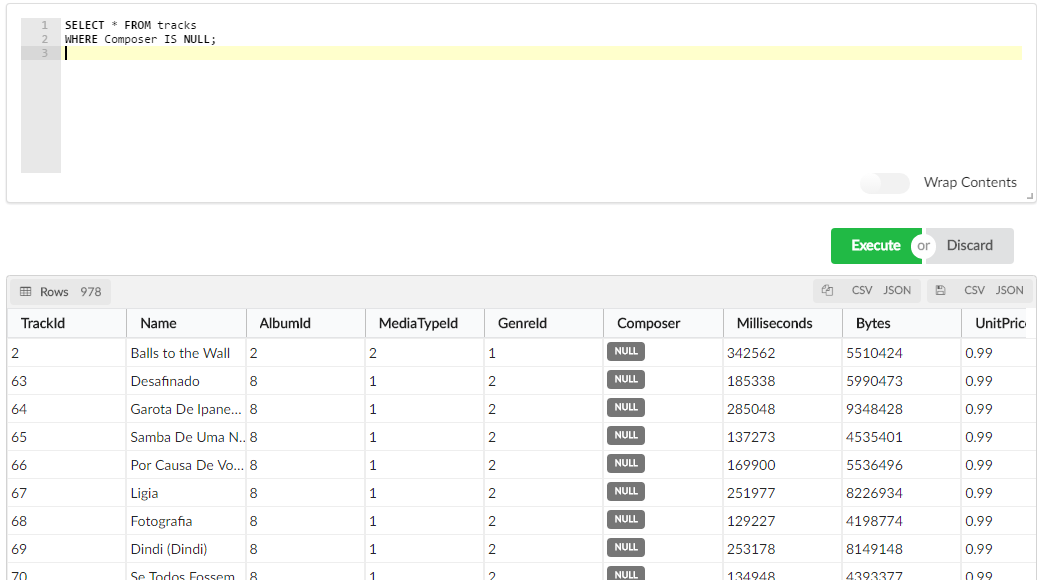 1 SELECT * FROM tracks
2 WHERE Composer IS NULL;
3
Wrap Contents
Execute or Discard
Rows 978 CSV JSON CSV JSON
TrackId Name AlbumId MediaTypeId GenreId Composer Milliseconds Bytes UnitPric
2 Balls to the Wall 2 2 1 NULL 342562 5510424 0.99
63 Desafinado 8 1 2 NULL 185338 5990473 0.99
64 Garota De Ipane... 8 1 2 NULL 285048 9348428 0.99
65 Samba De Uma N... 8 1 2 NULL 137273 4535401 0.99
66 Por Causa De Vo... 8 1 2 NULL 169900 5536496 0.99
67 Ligia 8 1 2 NULL 251977 8226934 0.99
68 Fotografia 8 1 2 NULL 129227 4198774 0.99
69 Dindi (Dindi) 8 1 2 NULL 253178 8149148 0.99
70 Se Todos Fossem 8 1 2 NULL 134948 4393377 0.99